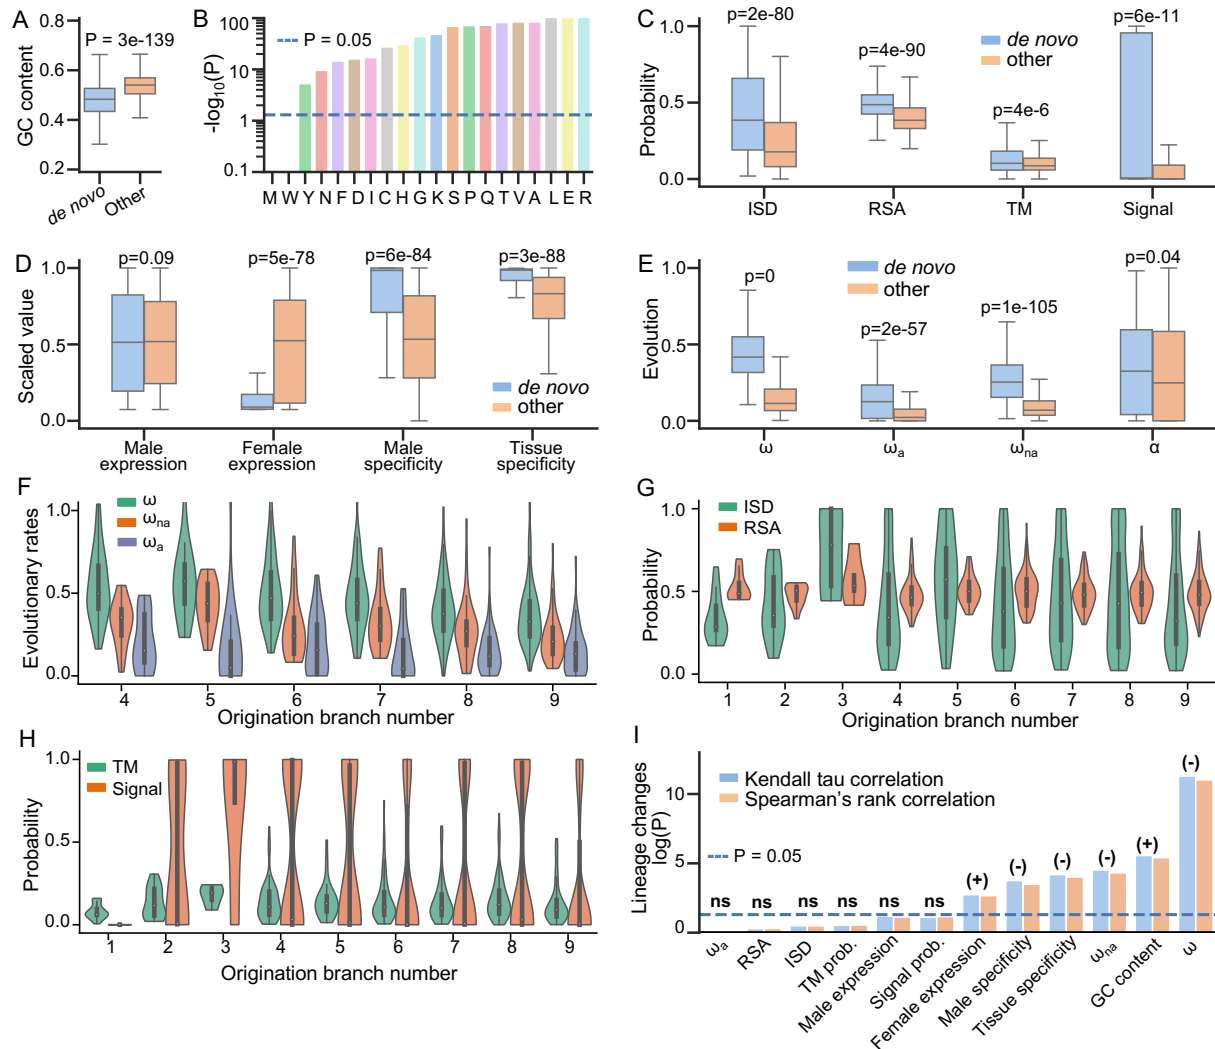 A
P = 3e-139
GC content
0.8
0.6
0.4
0.2
de novo
Other
B
-log10(P)
100
10
1
0.1
P = 0.05
M W Y N F D I C H G K S P Q T V A L E R
C
Probability
1.0
0.5
0.0
p=2e-80
p=4e-90
p=4e-6
p=6e-11
de novo
other
ISD
RSA
TM
Signal
D
Scaled value
1.0
0.5
0.0
p=0.09
p=5e-78
p=6e-84
p=3e-88
de novo
other
Male
expression
Female
expression
Male
specificity
Tissue
specificity
E
Evolution
1.0
0.5
0.0
p=0
p=2e-57
p=1e-105
p=0.04
de novo
other
ω
ωa
ωna
α
F
Evolutionary rates
1.0
0.5
0.0
ω
ωna
ωa
4 5 6 7 8 9
Origination branch number
G
Probability
1.0
0.5
0.0
ISD
RSA
1 2 3 4 5 6 7 8 9
Origination branch number
H
Probability
1.0
0.5
0.0
TM
Signal
1 2 3 4 5 6 7 8 9
Origination branch number
I
Lineage changes
log(P)
10
5
0
Kendall tau correlation
Spearman's rank correlation
P = 0.05
ns ns ns ns ns ns (+) (-) (-) (-) (+) (-)
ωa
RSA
ISD
TM prob.
Male expression
Signal prob.
Female expression
Male specificity
Tissue specificity
ωna
GC content
ω